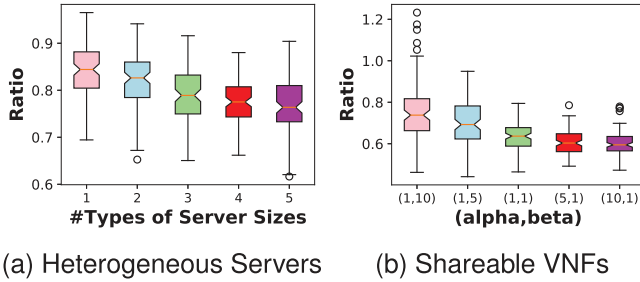 Ratio
0.9
0.8
0.7
0.6
1 2 3 4 5
#Types of Server Sizes
(a) Heterogeneous Servers
Ratio
1.2
1.0
0.8
0.6
(1,10) (1,5) (1,1) (5,1) (10,1)
(alpha,beta)
(b) Shareable VNFs